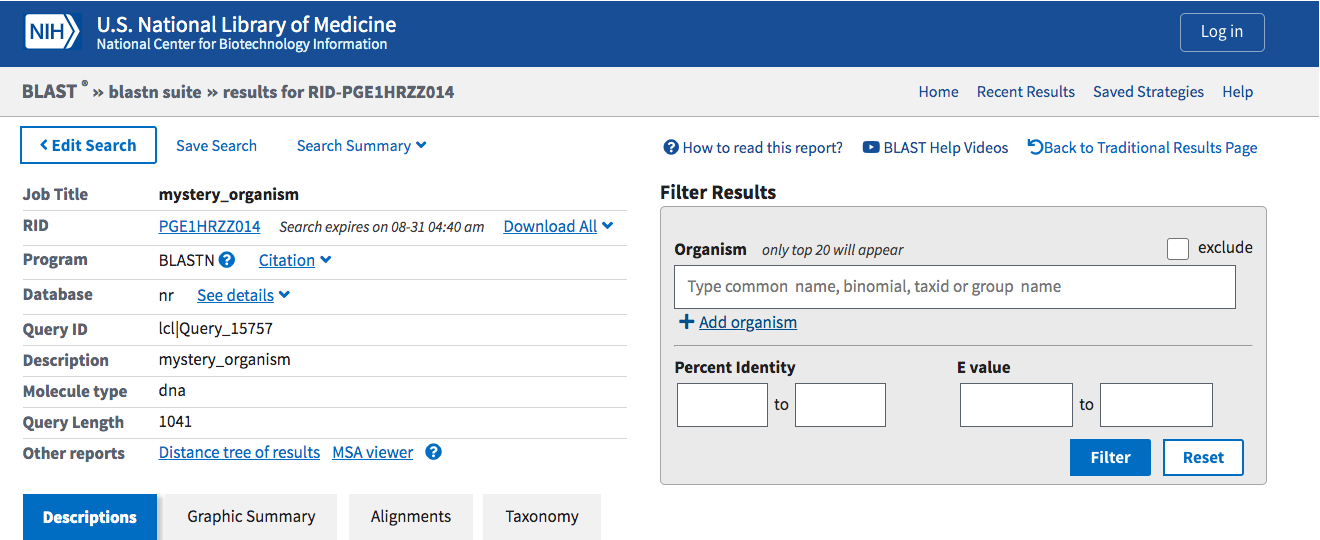 NIH
U.S. National Library of Medicine
National Center for Biotechnology Information
Log in
BLAST ® » blastn suite » results for RID-PGE1HRZZ014
Home Recent Results Saved Strategies Help
Edit Search Save Search Search Summary
? How to read this report? BLAST Help Videos Back to Traditional Results Page
Job Title mystery_organism
RID PGE1HRZZ014 Search expires on 08-31 04:40 am Download All
Program BLASTN ? Citation
Database nr See details
Query ID lcl|Query_15757
Description mystery_organism
Molecule type dna
Query Length 1041
Other reports Distance tree of results MSA viewer ?
Filter Results
Organism only top 20 will appear exclude
Type common name, binomial, taxid or group name
+ Add organism
Percent Identity E value
to to
Filter Reset
Descriptions Graphic Summary Alignments Taxonomy